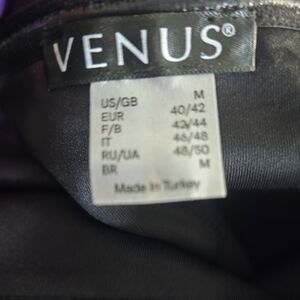 VENUS®
US/GB M
EUR 40/42
F/B 42/44
IT 46/48
RU/UA 48/50
BR M
Made In Turkey